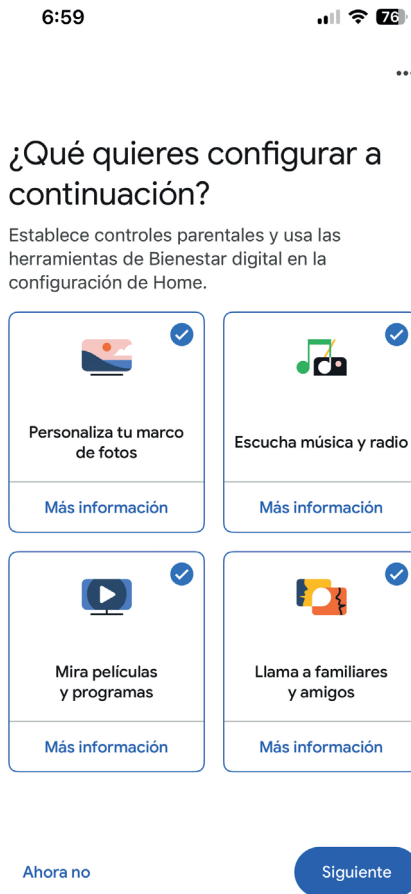 6:59
76
¿Qué quieres configurar a
continuación?
Establece controles parentales y usa las
herramientas de Bienestar digital en la
configuración de Home.
Personaliza tu marco
de fotos
Escucha música y radio
Más información
Más información
Mira películas
y programas
Llama a familiares
y amigos
Más información
Más información
Ahora no
Siguiente